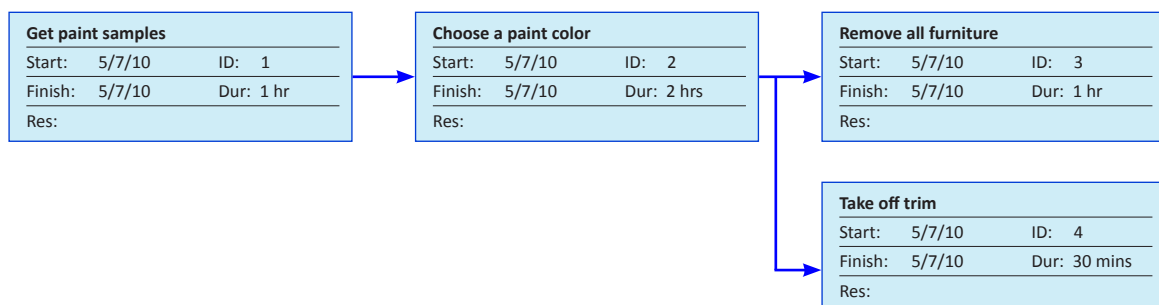 Get paint samples
Start: 5/7/10 ID: 1
Finish: 5/7/10 Dur: 1 hr
Res:
Choose a paint color
Start: 5/7/10 ID: 2
Finish: 5/7/10 Dur: 2 hrs
Res:
Remove all furniture
Start: 5/7/10 ID: 3
Finish: 5/7/10 Dur: 1 hr
Res:
Take off trim
Start: 5/7/10 ID: 4
Finish: 5/7/10 Dur: 30 mins
Res: